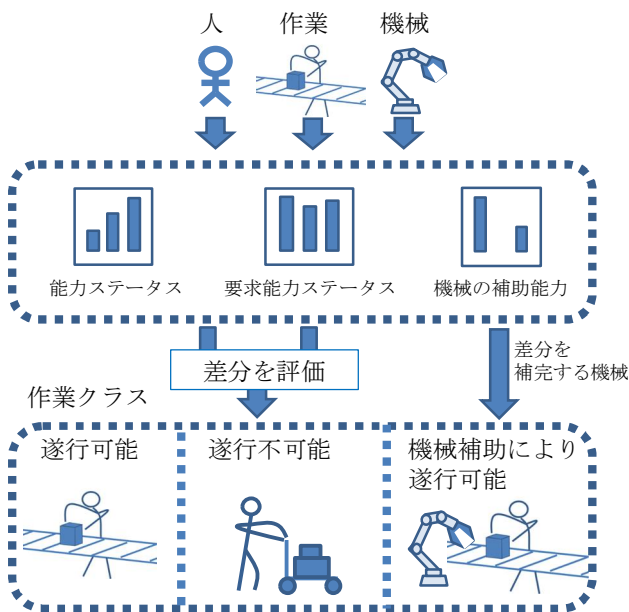 人
作業
機械
能力ステータス
要求能力ステータス
機械の補助能力
差分を評価
差分を
補完する機械
作業クラス
遂行可能
遂行不可能
機械補助により
遂行可能